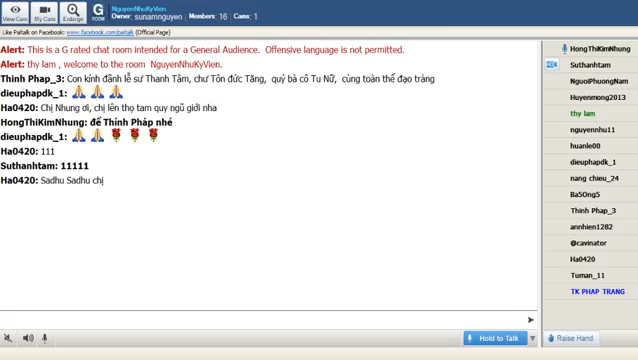 NguyenNhuKyVien
Owner: sunamnguyen Members: 16 Cams: 1
View Cam My Cam Enlarge G ROOM
Like Paltalk on Facebook: www.facebook.com/paltalk (Official Page)
Alert: This is a G rated chat room intended for a General Audience. Offensive language is not permitted.
Alert: thy lam , welcome to the room NguyenNhuKyVien.
Thinh Phap_3: Con kính đãnh lễ sư Thanh Tâm, chư Tôn đức Tăng, quý bà cô Tu Nữ, cùng toàn thể đạo tràng
dieuphapdk_1:
Ha0420: Chị Nhung ơi, chị lên thọ tam quy ngũ giới nha
HongThiKimNhung: để Thính Pháp nhé
dieuphapdk_1:
Ha0420: 111
Suthanhtam: 11111
Ha0420: Sadhu Sadhu chị
HongThiKimNhung
Suthanhtam
NguoiPhuongNam
Huyenmong2013
thy lam
nguyennhu11
huanle00
dieuphapdk_1
nang chieu_24
Ba5Ong5
Thinh Phap_3
annhien1282
@cavinator
Ha0420
Tuman_11
TK PHAP TRANG
Hold to Talk
Raise Hand